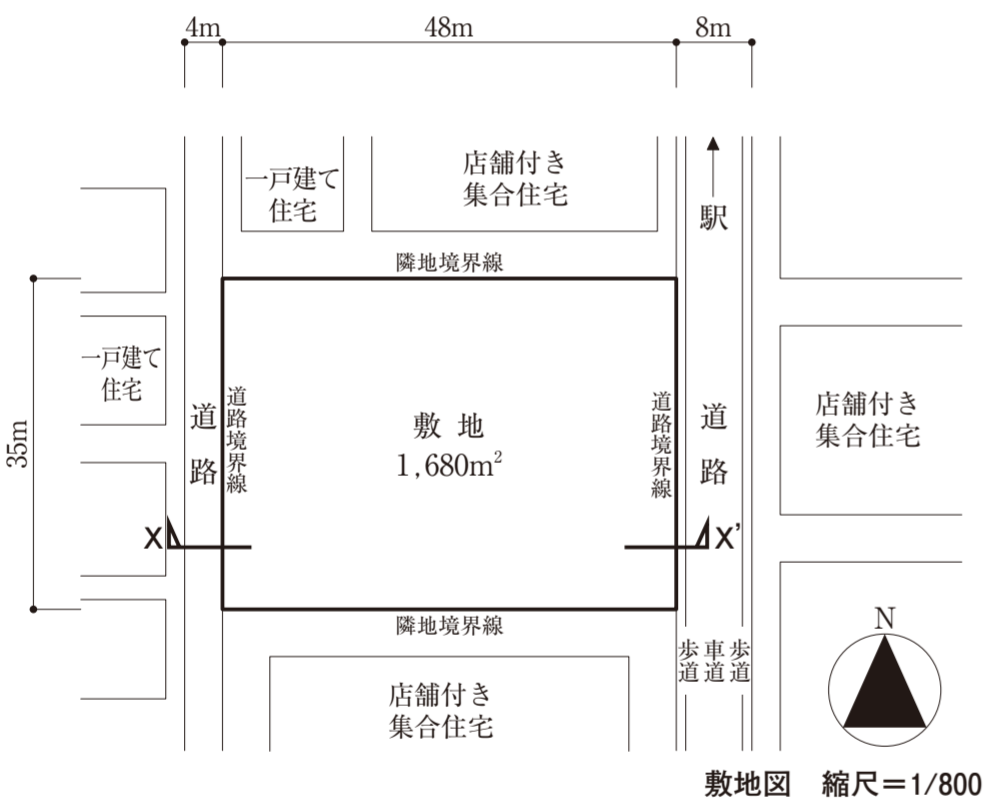 4m
48m
8m
一戸建て
住宅
店舗付き
集合住宅
駅
隣地境界線
35m
一戸建て
住宅
道路
道路境界線
敷 地
1,680m²
道路境界線
道路
店舗付き
集合住宅
X
X'
隣地境界線
歩道
車道
歩道
店舗付き
集合住宅
N
敷地図 縮尺=1/800